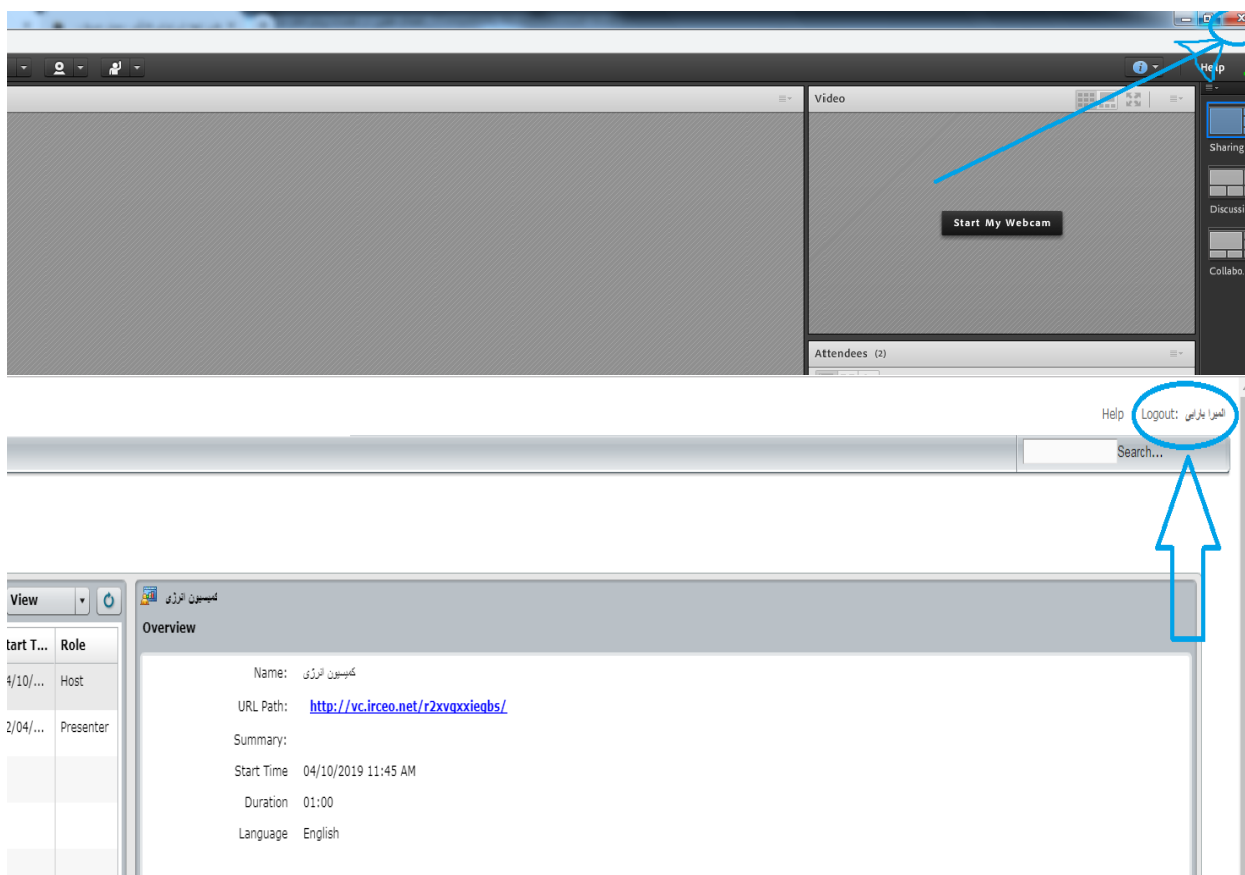 Help
Video
Sharing
Start My Webcam
Discussi
Collabo.
Attendees (2)
Help Logout: المیرا یارایی
Search...
View
کمیسیون انرژی
Overview
tart T... Role
Name: کمیسیون انرژی
4/10/... Host
URL Path: http://vc.irceo.net/r2xvqxxieqbs/
2/04/... Presenter
Summary:
Start Time 04/10/2019 11:45 AM
Duration 01:00
Language English